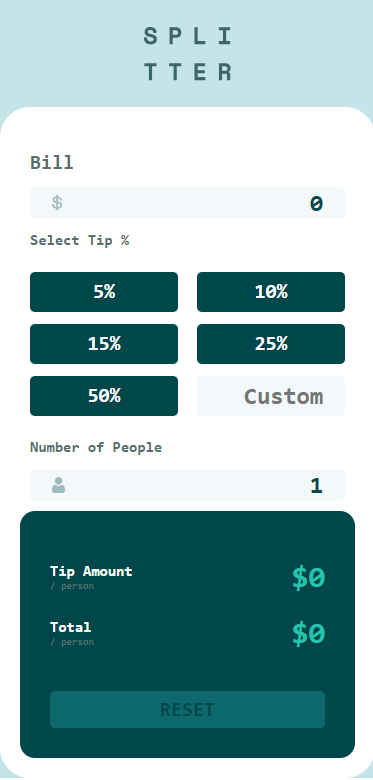 SPLI
TTER
Bill
$ 0
Select Tip %
5% 10%
15% 25%
50% Custom
Number of People
1
Tip Amount $0
/ person
Total $0
/ person
RESET